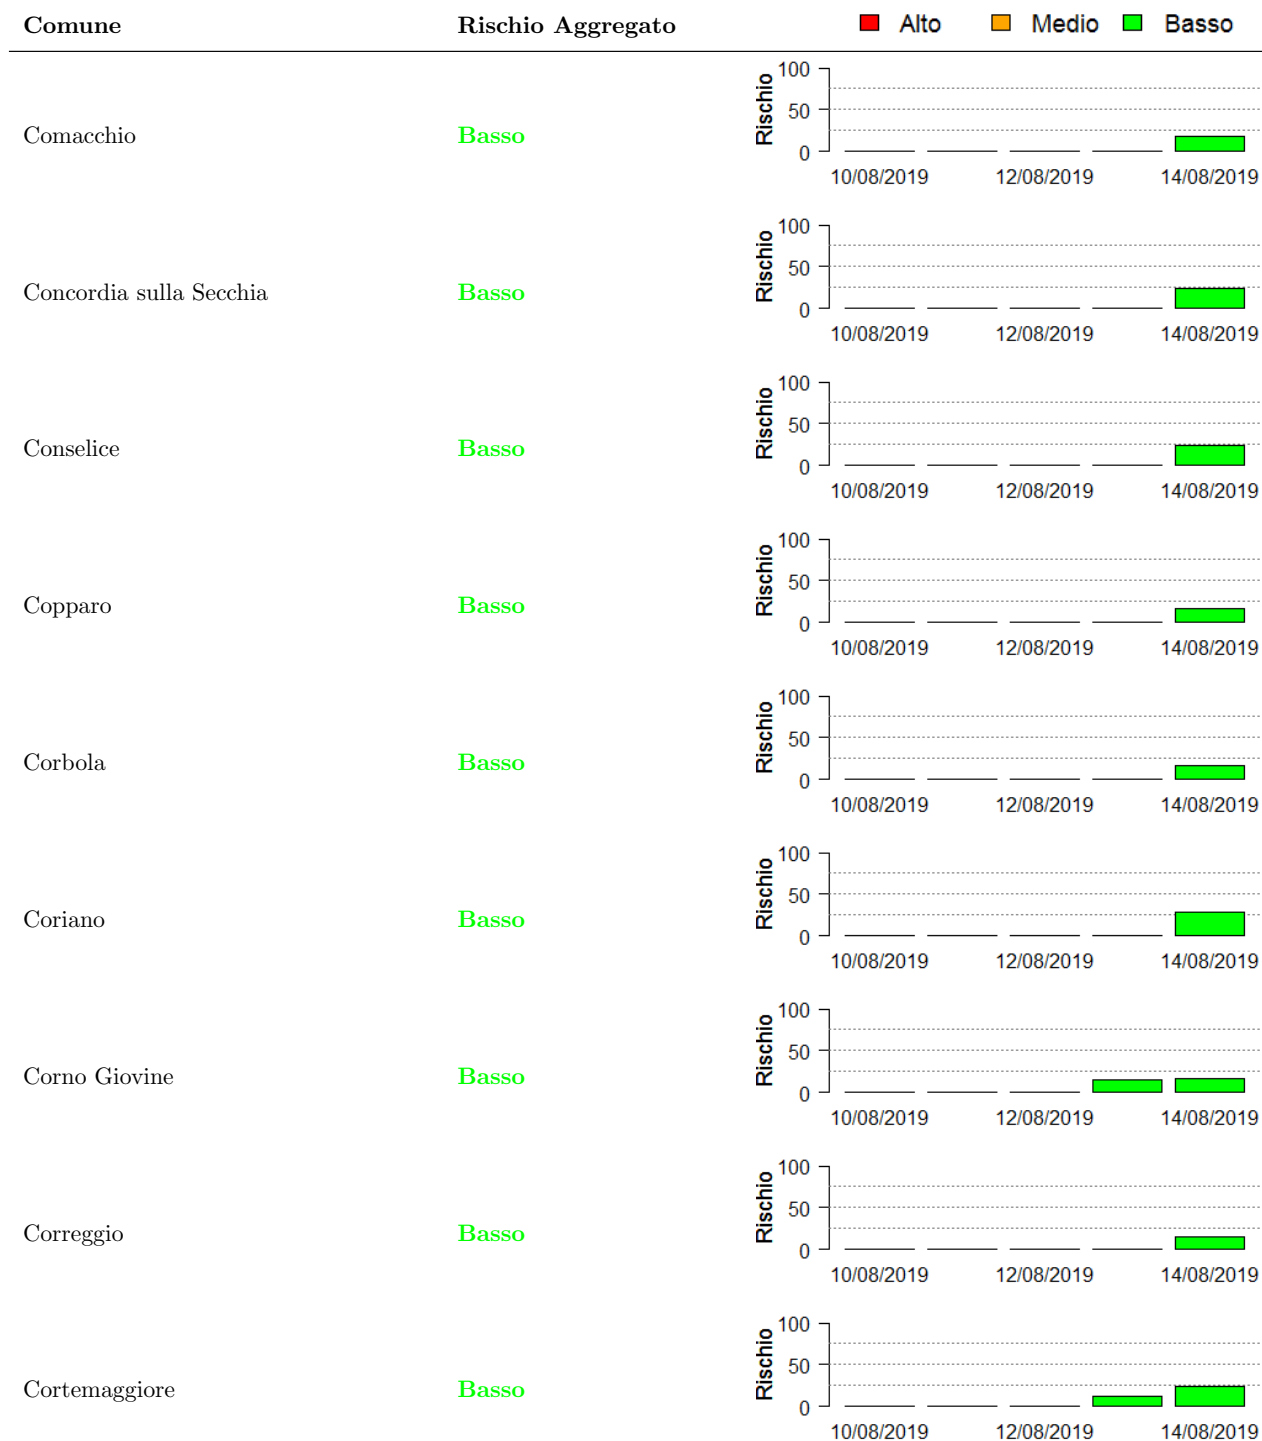 Comune Rischio Aggregato Alto Medio Basso
Comacchio Basso Rischio 100 50 0
10/08/2019 12/08/2019 14/08/2019
Concordia sulla Secchia Basso Rischio 100 50 0
10/08/2019 12/08/2019 14/08/2019
Conselice Basso Rischio 100 50 0
10/08/2019 12/08/2019 14/08/2019
Copparo Basso Rischio 100 50 0
10/08/2019 12/08/2019 14/08/2019
Corbola Basso Rischio 100 50 0
10/08/2019 12/08/2019 14/08/2019
Coriano Basso Rischio 100 50 0
10/08/2019 12/08/2019 14/08/2019
Corno Giovine Basso Rischio 100 50 0
10/08/2019 12/08/2019 14/08/2019
Correggio Basso Rischio 100 50 0
10/08/2019 12/08/2019 14/08/2019
Cortemaggiore Basso Rischio 100 50 0
10/08/2019 12/08/2019 14/08/2019